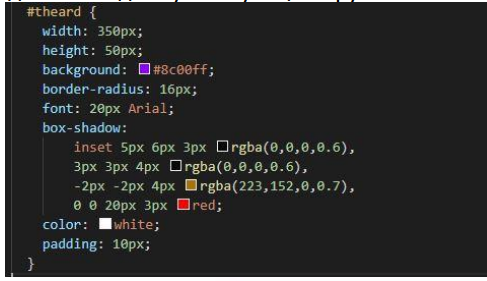 #theard {
width: 350px;
height: 50px;
background: #8c00ff;
border-radius: 16px;
font: 20px Arial;
box-shadow:
inset 5px 6px 3px rgba(0,0,0,0.6),
3px 3px 4px rgba(0,0,0,0.6),
-2px -2px 4px rgba(223,152,0,0.7),
0 0 20px 3px red;
color: white;
padding: 10px;
}